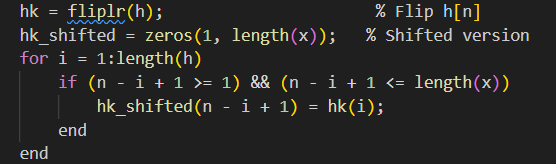 hk = fliplr(h);                         % Flip h[n]
hk_shifted = zeros(1, length(x));   % Shifted version
for i = 1:length(h)
    if (n - i + 1 >= 1) && (n - i + 1 <= length(x))
        hk_shifted(n - i + 1) = hk(i);
    end
end